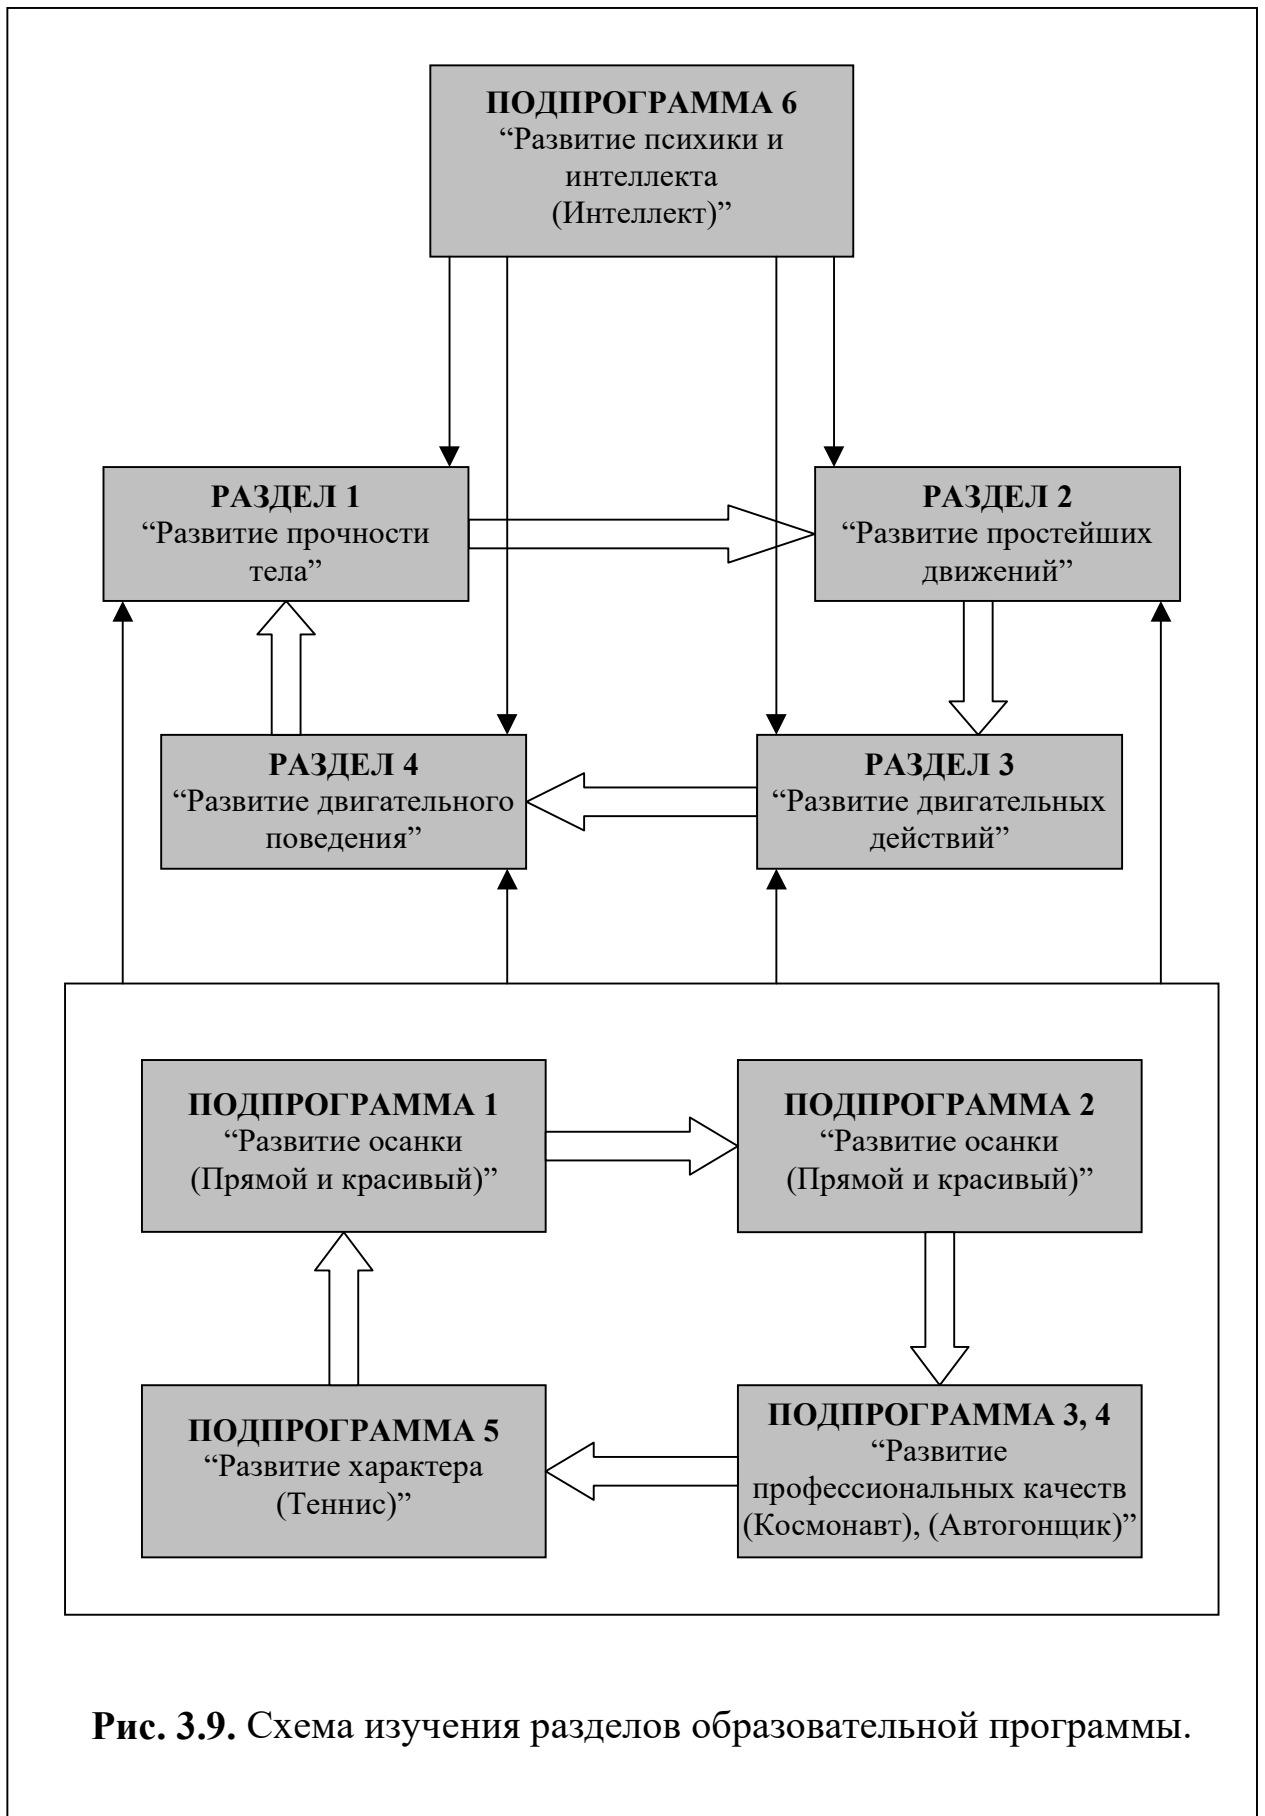 ПОДПРОГРАММА 6
“Развитие психики и
интеллекта
(Интеллект)”
РАЗДЕЛ 1
“Развитие прочности
тела”
РАЗДЕЛ 2
“Развитие простейших
движений”
РАЗДЕЛ 4
“Развитие двигательного
поведения”
РАЗДЕЛ 3
“Развитие двигательных
действий”
ПОДПРОГРАММА 1
“Развитие осанки
(Прямой и красивый)”
ПОДПРОГРАММА 2
“Развитие осанки
(Прямой и красивый)”
ПОДПРОГРАММА 5
“Развитие характера
(Теннис)”
ПОДПРОГРАММА 3, 4
“Развитие
профессиональных качеств
(Космонавт), (Автогонщик)”
Рис. 3.9. Схема изучения разделов образовательной программы.